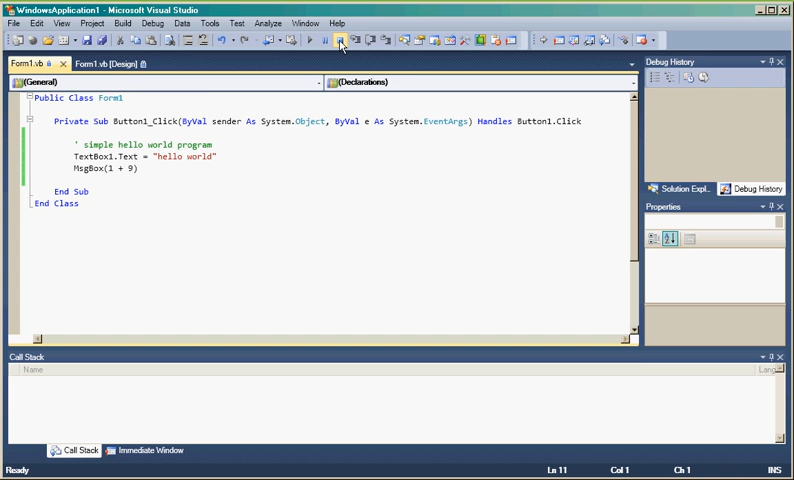 WindowsApplication1 - Microsoft Visual Studio
File Edit View Project Build Debug Data Tools Test Analyze Window Help
Form1.vb Form1.vb [Design]
(General) (Declarations)
Public Class Form1
Private Sub Button1_Click(ByVal sender As System.Object, ByVal e As System.EventArgs) Handles Button1.Click
' simple hello world program
TextBox1.Text = "hello world"
MsgBox(1 + 9)
End Sub
End Class
Debug History
Solution Expl... Debug History
Properties
Call Stack
Name Lang
Call Stack Immediate Window
Ready Ln 11 Col 1 Ch 1 INS